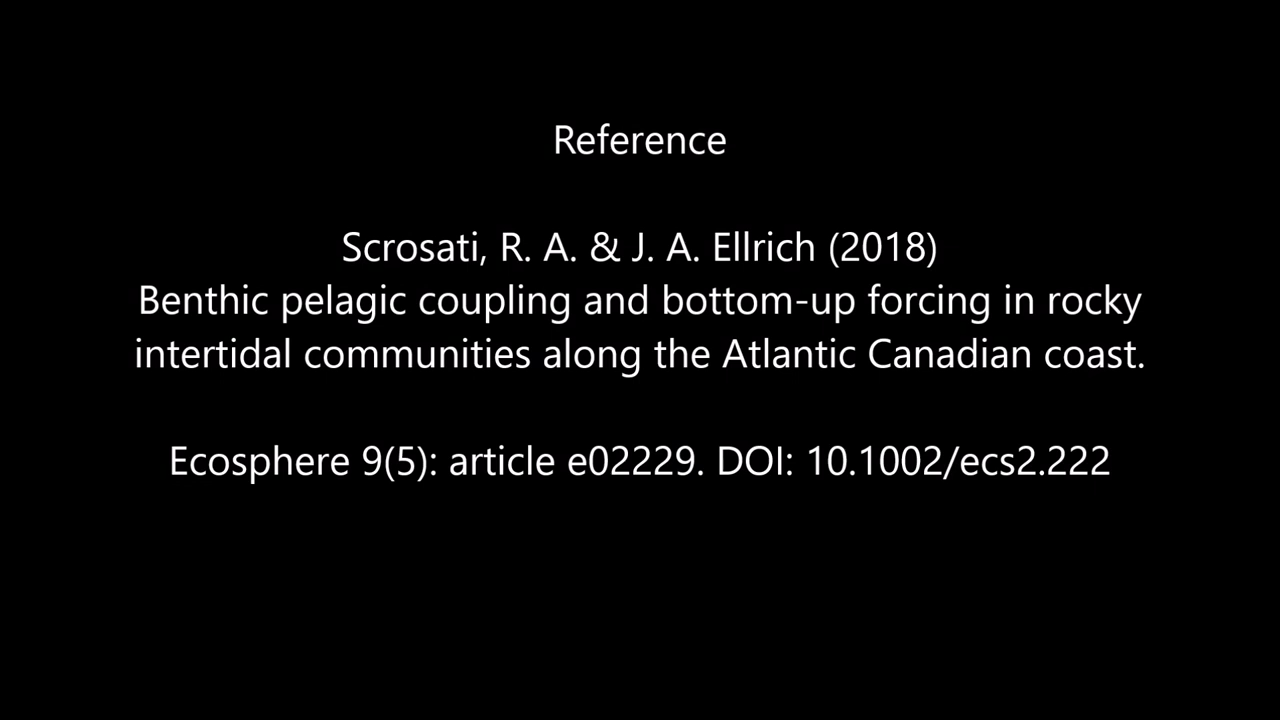 Reference
Scrosati, R. A. & J. A. Ellrich (2018)
Benthic pelagic coupling and bottom-up forcing in rocky
intertidal communities along the Atlantic Canadian coast.
Ecosphere 9(5): article e02229. DOI: 10.1002/ecs2.222